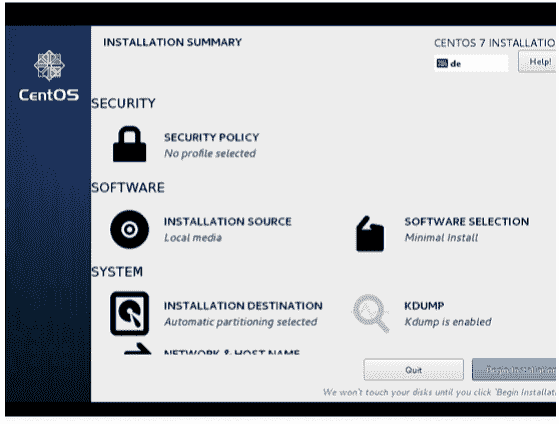 INSTALLATION SUMMARY
CENTOS 7 INSTALLATIO
de
Help!
CentOS
SECURITY
SECURITY POLICY
No profile selected
SOFTWARE
INSTALLATION SOURCE
Local media
SOFTWARE SELECTION
Minimal Install
SYSTEM
INSTALLATION DESTINATION
Automatic partitioning selected
KDUMP
Kdump is enabled
NETWORK & HOST NAME
Quit
Begin Installation
We won't touch your disks until you click 'Begin Installat